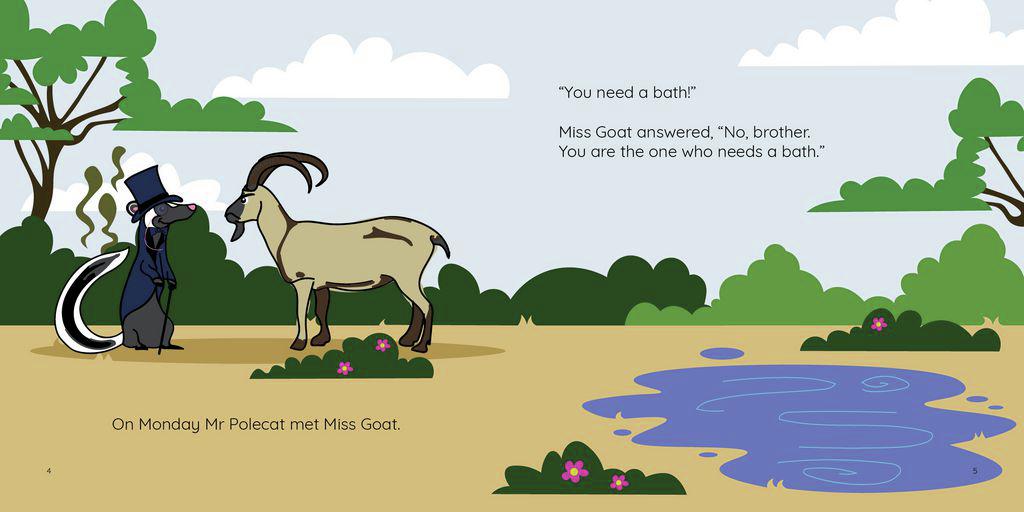 On Monday Mr Polecat met Miss Goat.
4
“You need a bath!”
Miss Goat answered, “No, brother.
You are the one who needs a bath.”
5